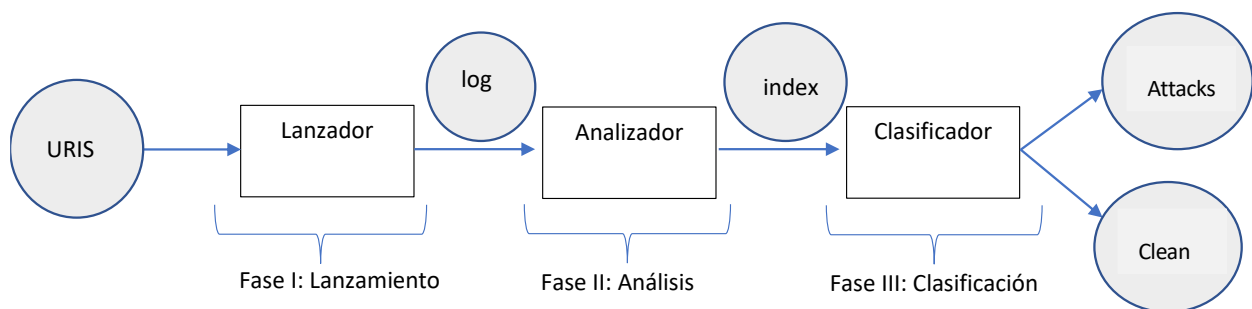 URIS
Lanzador
log
Analizador
index
Clasificador
Attacks
Clean
Fase I: Lanzamiento
Fase II: Análisis
Fase III: Clasificación